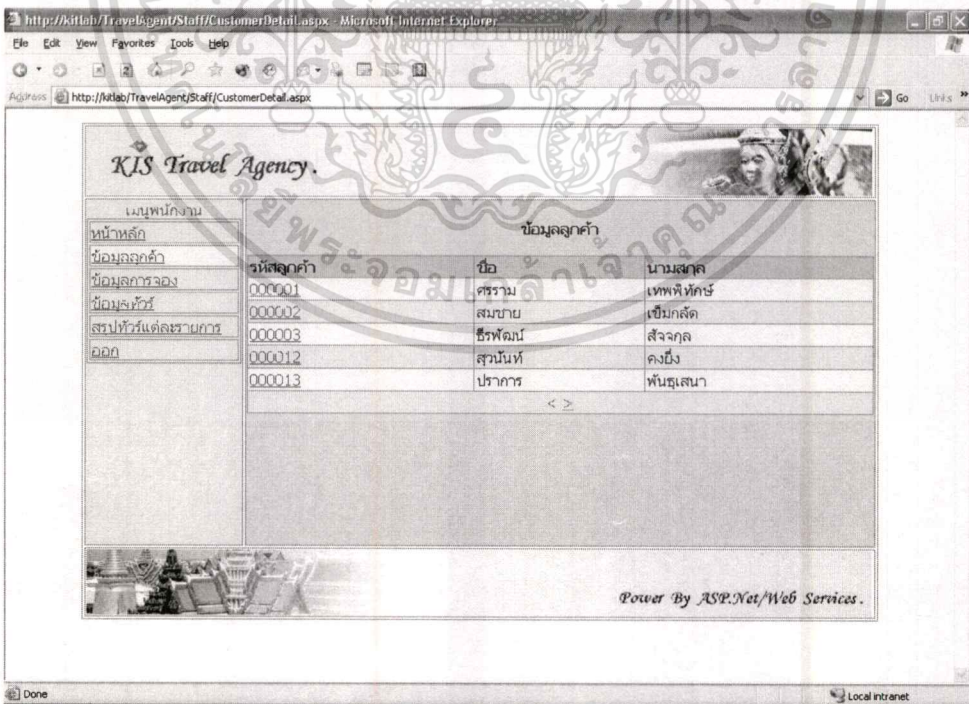 http://kitlab/TravelAgent/Staff/CustomerDetail.aspx - Microsoft Internet Explorer
File Edit View Favorites Tools Help
Address http://kitlab/TravelAgent/Staff/CustomerDetail.aspx Go Links »
KIS Travel Agency.
เมนูพนักงาน
หน้าหลัก
ข้อมูลลูกค้า
ข้อมูลการจอง
ข้อมูลทัวร์
สรุปทัวร์แต่ละรายการ
ออก
ข้อมูลลูกค้า
รหัสลูกค้า ชื่อ นามสกุล
000001 ศรราม เทพพิทักษ์
000002 สมชาย เข็มกลัด
000003 ธีรพัฒน์ สัจจกุล
000012 สุวนันท์ คงยิ่ง
000013 ปราการ พันธุเสนา
< >
Power By ASP.Net/Web Services.
Done Local intranet